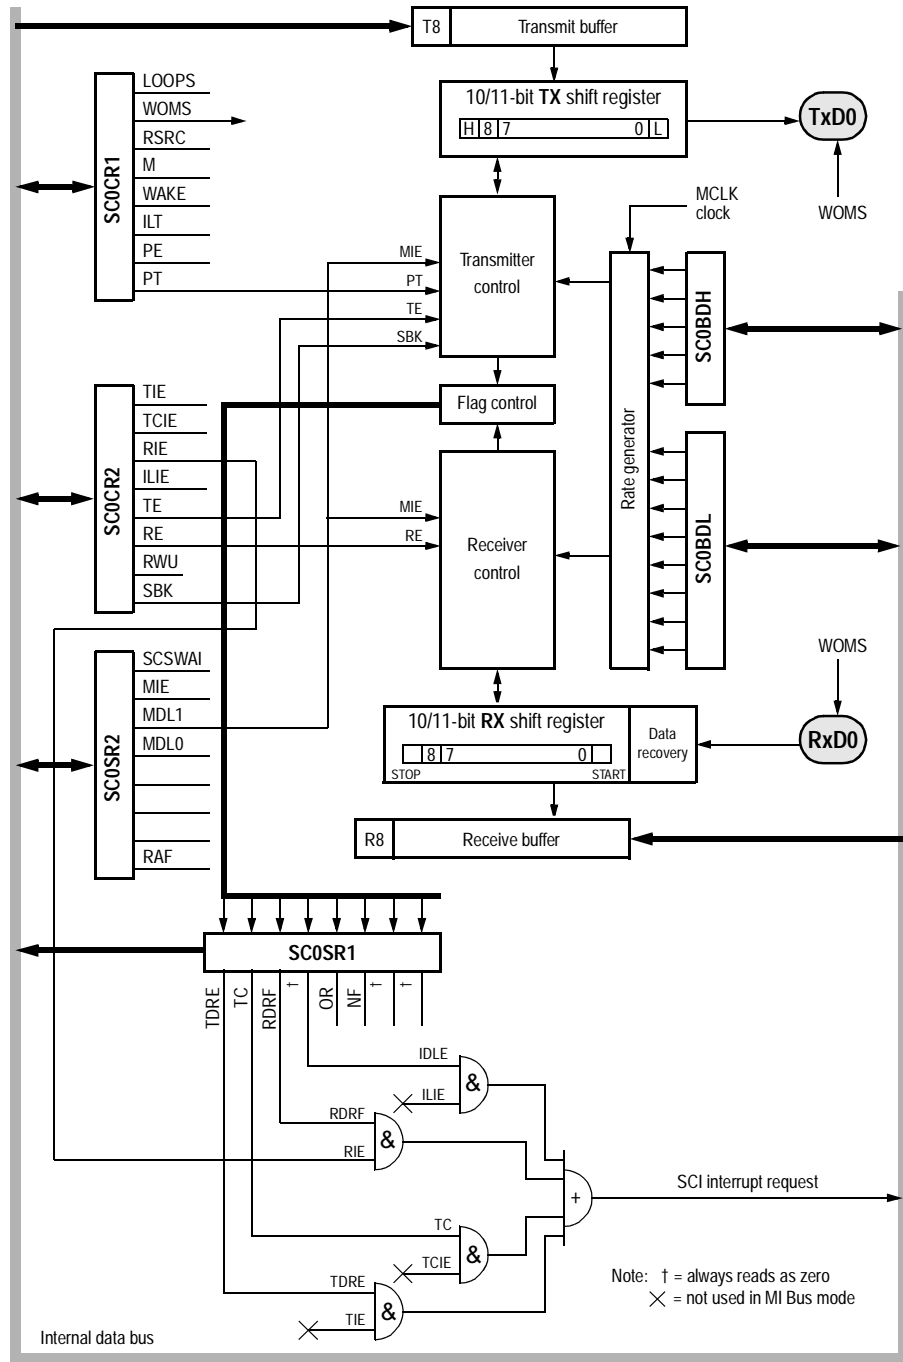 T8 Transmit buffer
10/11-bit TX shift register
H 8 7 0 L
TxD0
WOMS
MCLK
clock
SC0CR1
LOOPS
WOMS
RSRC
M
WAKE
ILT
PE
PT
MIE
PT
TE
SBK
Transmitter
control
Rate generator
SC0BDH
Flag control
SC0CR2
TIE
TCIE
RIE
ILIE
TE
RE
RWU
SBK
MIE
RE
Receiver
control
SC0BDL
WOMS
RxD0
SC0SR2
SCSWAI
MIE
MDL1
MDL0
RAF
10/11-bit RX shift register
8 7 0
STOP START
Data
recovery
R8 Receive buffer
SC0SR1
TDRE
TC
RDRF
†
OR
NF
†
†
IDLE
ILIE
&
RDRF
RIE
&
+
SCI interrupt request
TC
TCIE
&
TDRE
TIE
&
Note: † = always reads as zero
= not used in MI Bus mode
Internal data bus